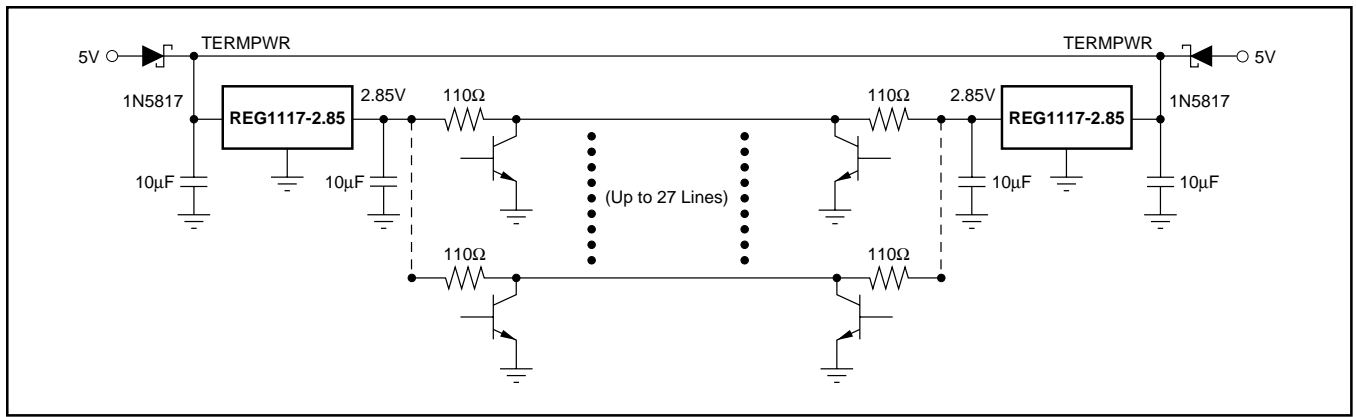 TERMPWR TERMPWR
5V 5V
1N5817 2.85V 110Ω 110Ω 2.85V 1N5817
REG1117-2.85 REG1117-2.85
10µF 10µF (Up to 27 Lines) 10µF 10µF
110Ω 110Ω